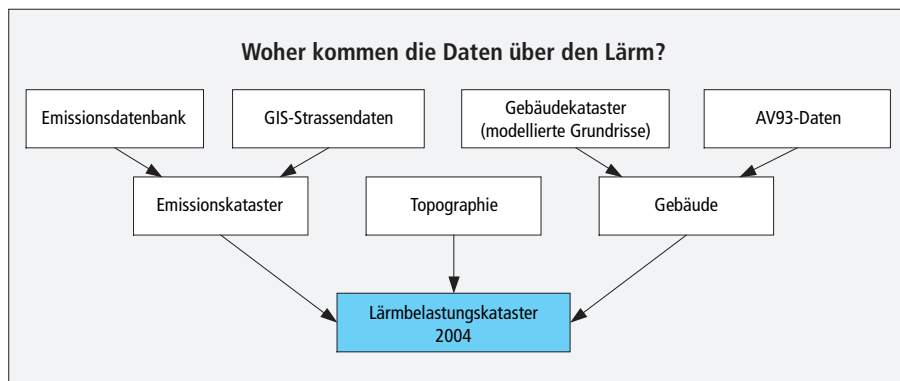 Woher kommen die Daten über den Lärm?
Emissionsdatenbank
GIS-Strassendaten
Gebäudekataster
(modellierte Grundrisse)
AV93-Daten
Emissionskataster
Topographie
Gebäude
Lärmbelastungskataster
2004